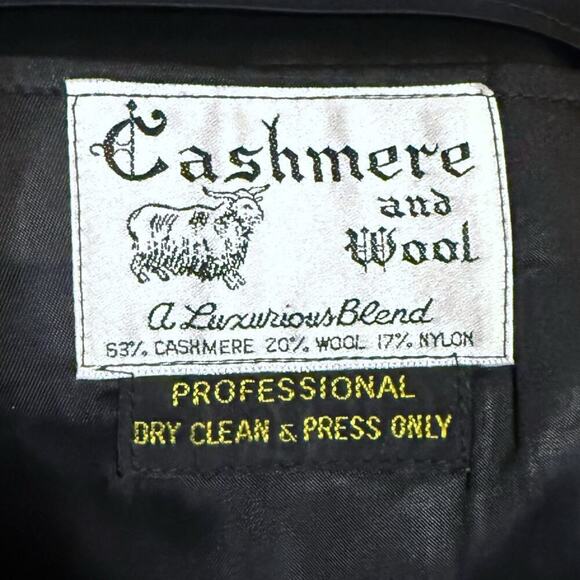 Cashmere
and
Wool
A Luxurious Blend
63% CASHMERE 20% WOOL 17% NYLON
PROFESSIONAL
DRY CLEAN & PRESS ONLY